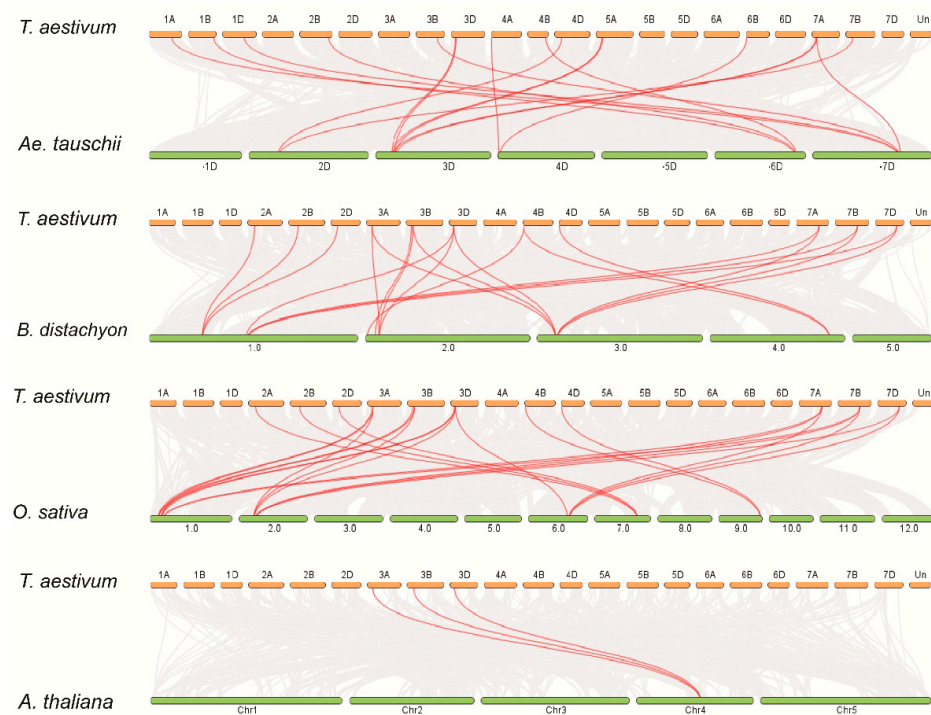 1A 1B 1D 2A 2B 2D 3A 3B 3D 4A 4B 4D 5A 5B 5D 6A 6B 6D 7A 7B 7D Un
T. aestivum
Ae. tauschii
-1D 2D 3D 4D -5D -6D -7D
1A 1B 1D 2A 2B 2D 3A 3B 3D 4A 4B 4D 5A 5B 5D 6A 6B 6D 7A 7B 7D Un
T. aestivum
B. distachyon
1.0 2.0 3.0 4.0 5.0
1A 1B 1D 2A 2B 2D 3A 3B 3D 4A 4B 4D 5A 5B 5D 6A 6B 6D 7A 7B 7D Un
T. aestivum
O. sativa
1.0 2.0 3.0 4.0 5.0 6.0 7.0 8.0 9.0 10.0 11.0 12.0
1A 1B 1D 2A 2B 2D 3A 3B 3D 4A 4B 4D 5A 5B 5D 6A 6B 6D 7A 7B 7D Un
T. aestivum
A. thaliana
Chr1 Chr2 Chr3 Chr4 Chr5